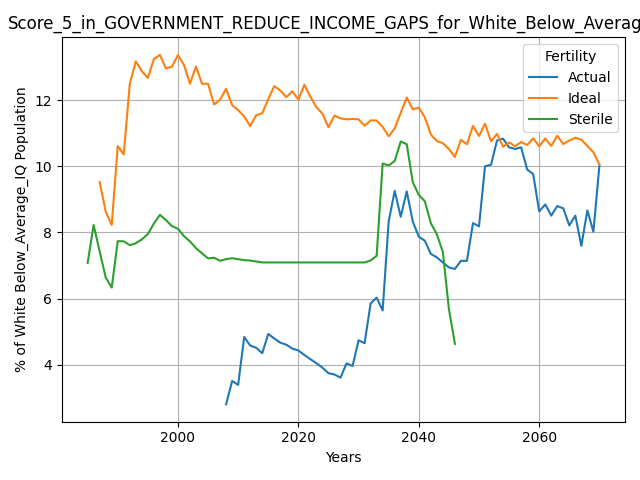 Score_5_in_GOVERNMENT_REDUCE_INCOME_GAPS_for_White_Below_Averag
Fertility
Actual
Ideal
Sterile
% of White Below_Average_IQ Population
12
10
8
6
4
2000 2020 2040 2060
Years